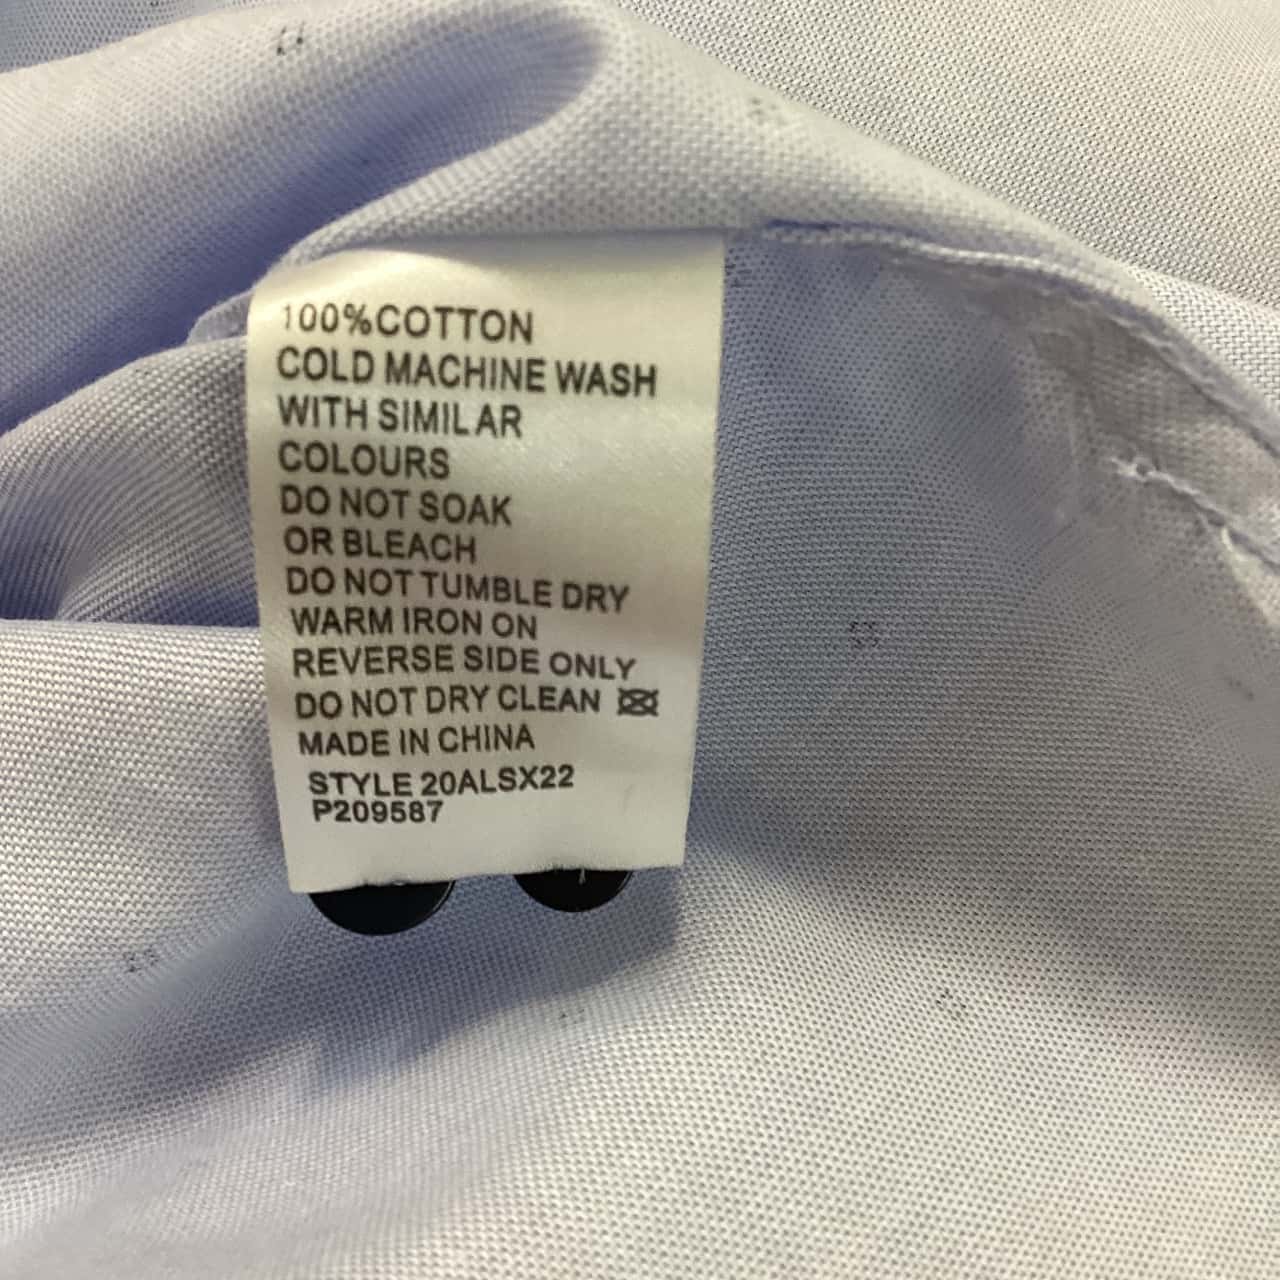 100%COTTON
COLD MACHINE WASH
WITH SIMILAR
COLOURS
DO NOT SOAK
OR BLEACH
DO NOT TUMBLE DRY
WARM IRON ON
REVERSE SIDE ONLY
DO NOT DRY CLEAN
MADE IN CHINA
STYLE 20ALSX22
P209587